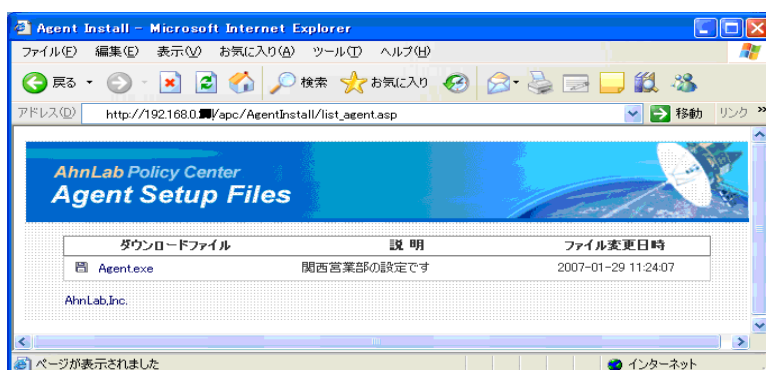 Agent Install - Microsoft Internet Explorer
ファイル(F) 編集(E) 表示(V) お気に入り(A) ツール(T) ヘルプ(H)
戻る 検索 お気に入り
アドレス(D) http://192.168.0. /apc/AgentInstall/list_agent.asp 移動 リンク »
AhnLab Policy Center
Agent Setup Files
ダウンロードファイル 説 明 ファイル変更日時
Agent.exe 関西営業部の設定です 2007-01-29 11:24:07
AhnLab,Inc.
ページが表示されました インターネット